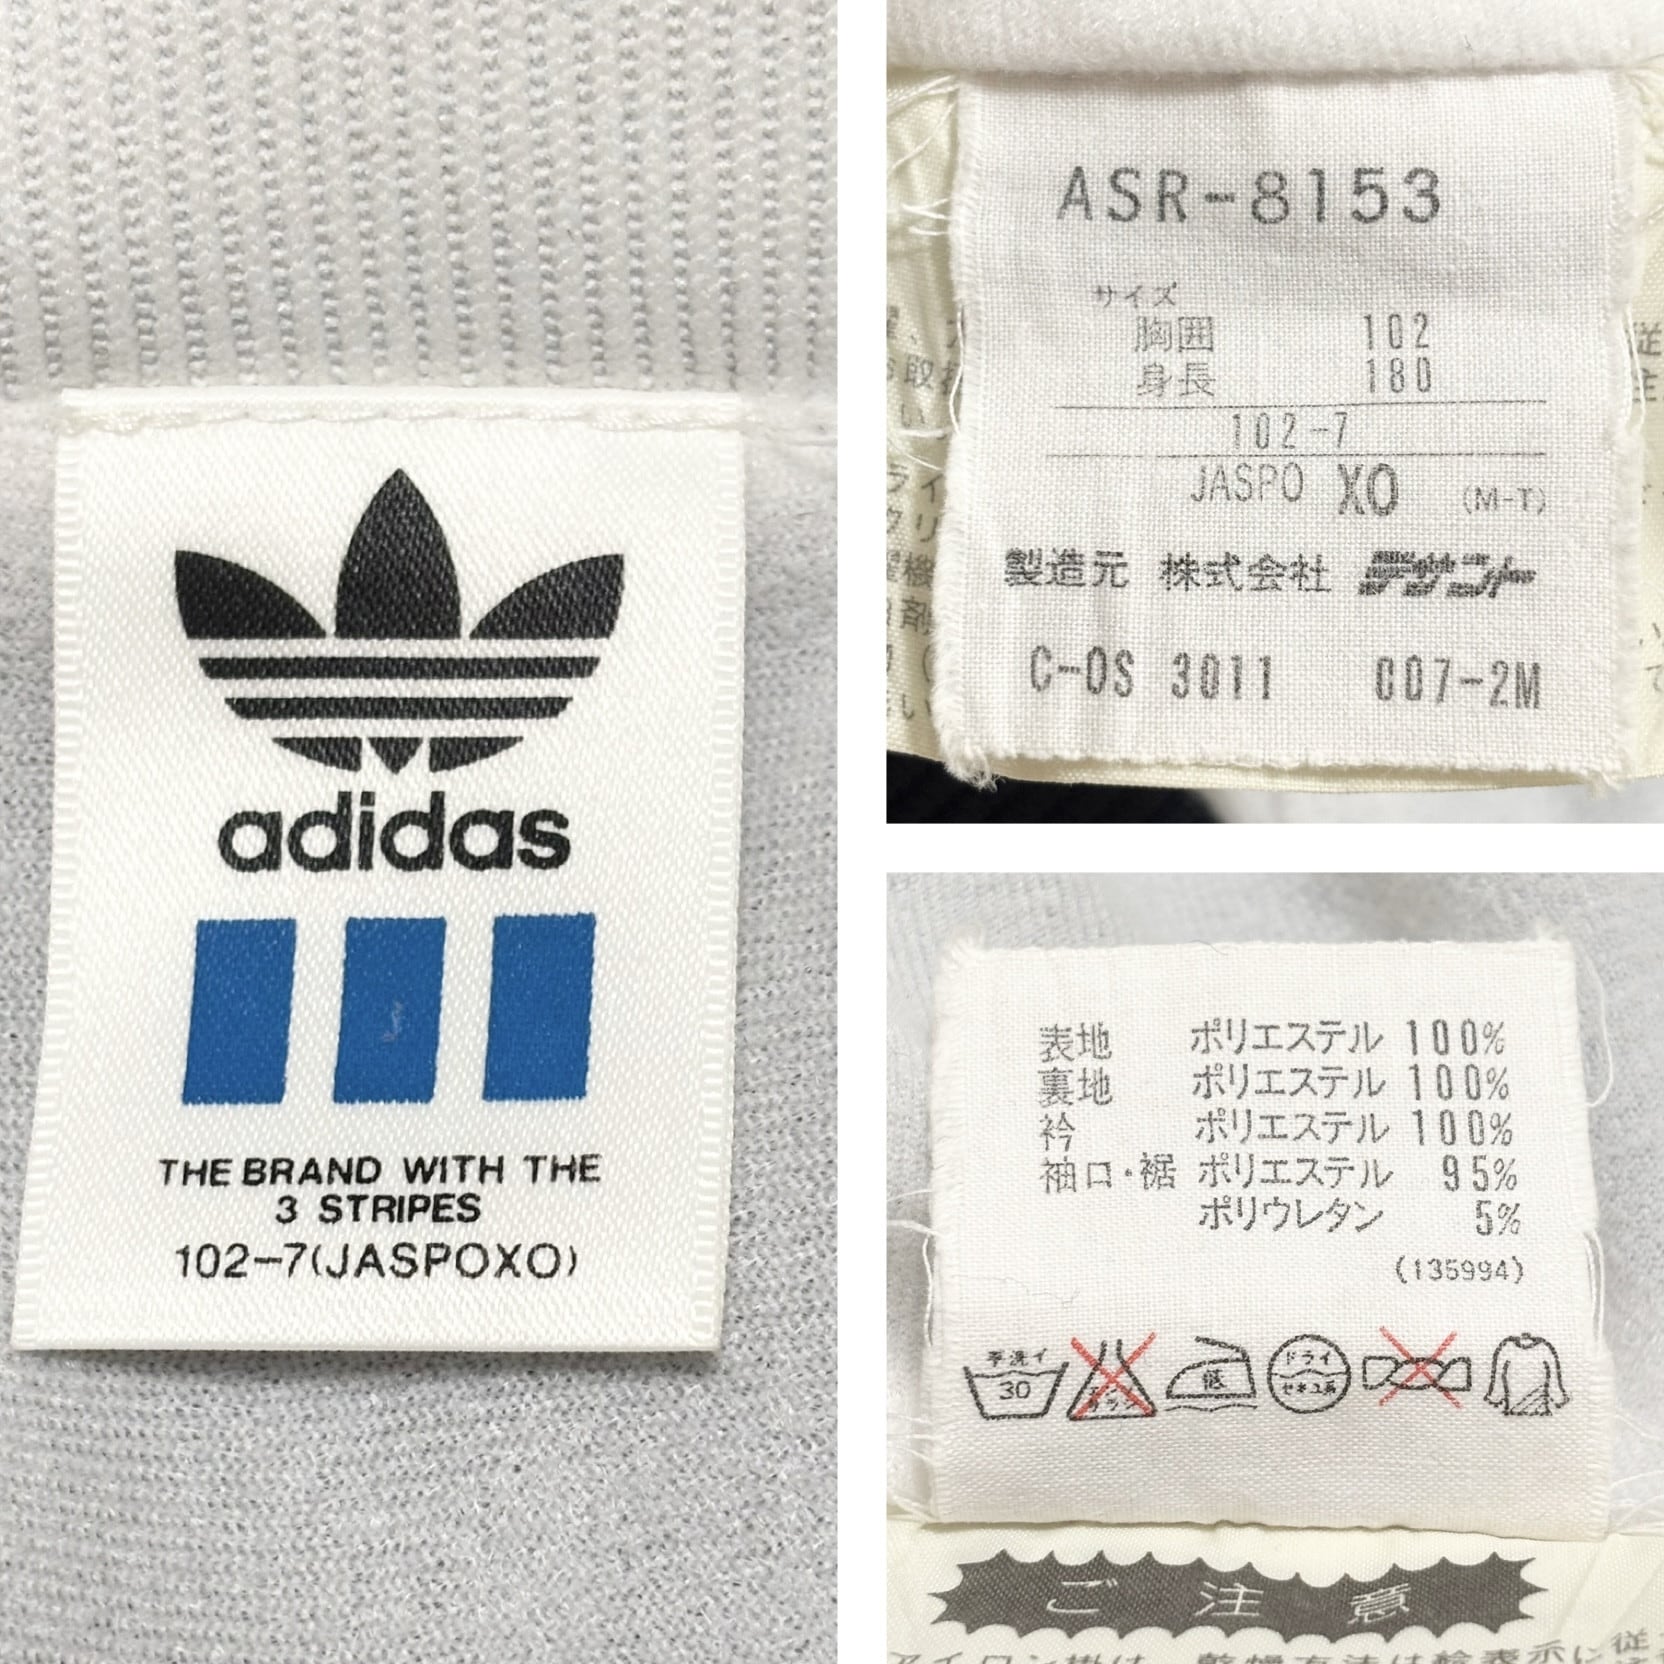 adidas
THE BRAND WITH THE
3 STRIPES
102-7(JASPOXO)
ASR-8153
サイズ
胸囲 102
身長 180
102-7
JASPO XO (M-T)
製造元 株式会社 デサント
C-OS 3011 007-2M
表地 ポリエステル 100%
裏地 ポリエステル 100%
衿 ポリエステル 100%
袖口・裾 ポリエステル 95%
ポリウレタン 5%
(135994)
手洗イ
30
低
ドライ
セキユ系
ご注意